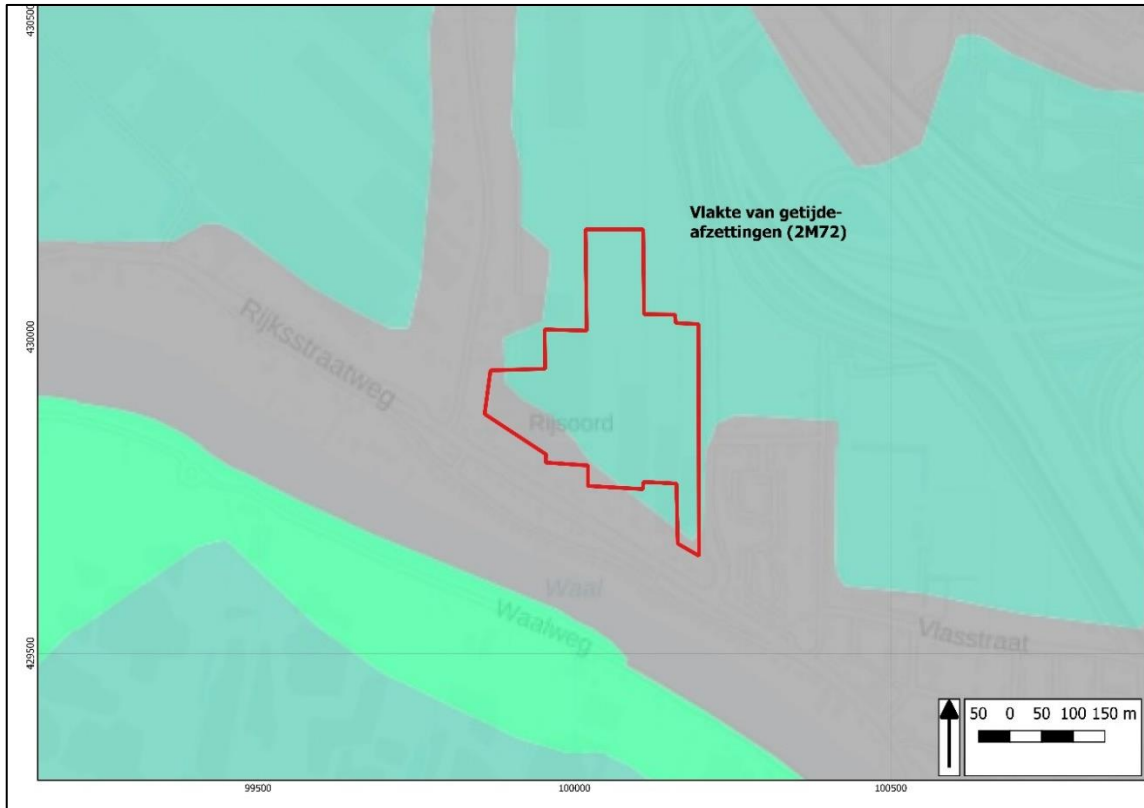 430500
Vlakte van getijde-
afzettingen (2M72)
430000
Rijksstraatweg
Rijsoord
Waal
Waalweg
Vlasstraat
429500
50 0 50 100 150 m
99500 100000 100500